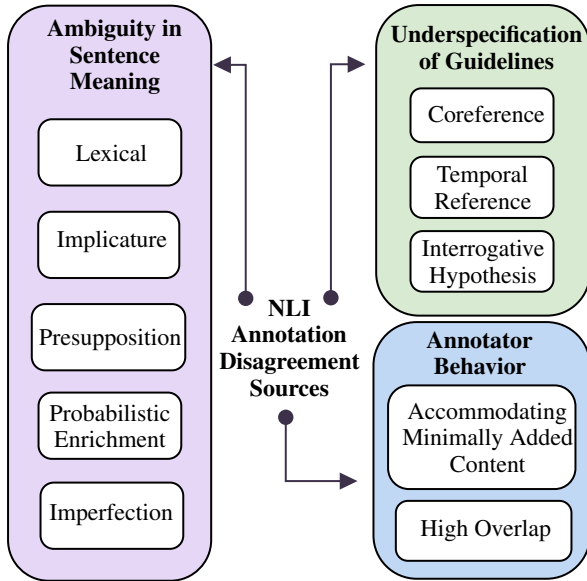 Ambiguity in
Sentence
Meaning
Lexical
Implicature
Presupposition
Probabilistic
Enrichment
Imperfection
NLI
Annotation
Disagreement
Sources
Underspecification
of Guidelines
Coreference
Temporal
Reference
Interrogative
Hypothesis
Annotator
Behavior
Accommodating
Minimally Added
Content
High Overlap